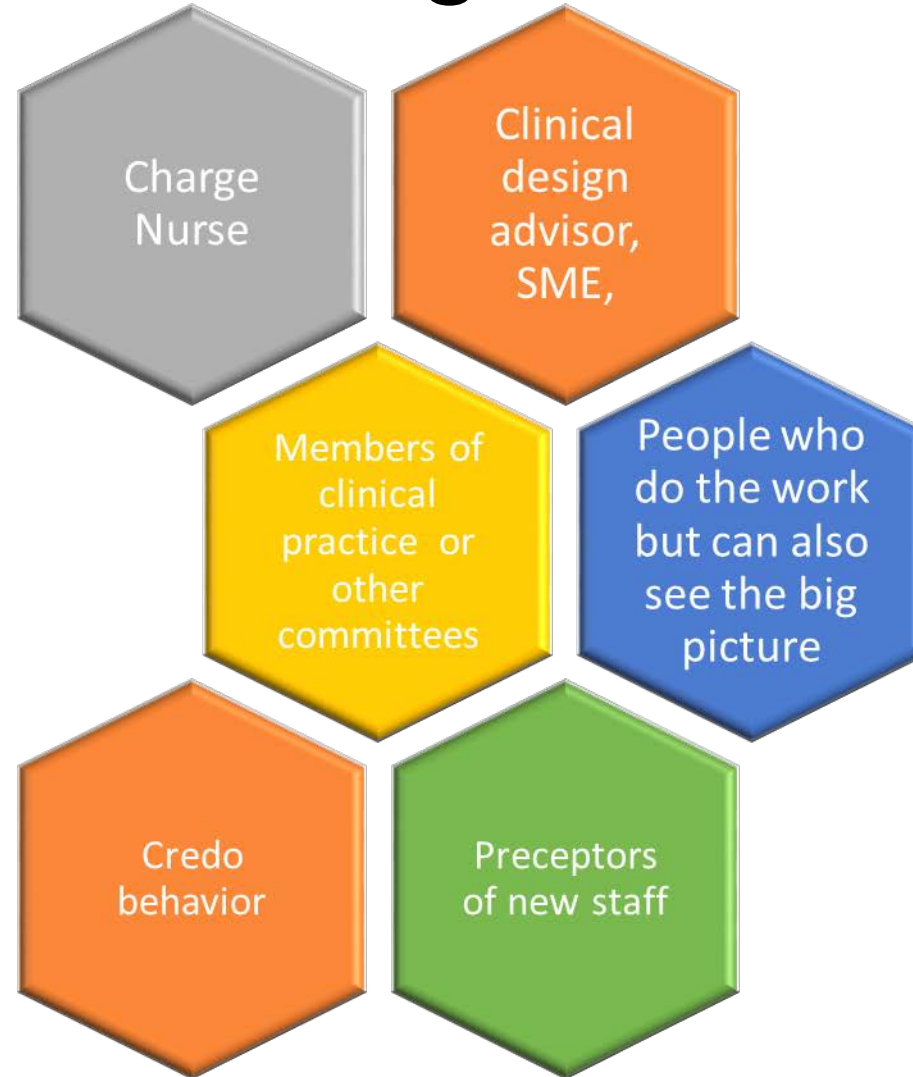 Charge
Nurse
Clinical
design
advisor,
SME,
Members of
clinical
practice or
other
committees
People who
do the work
but can also
see the big
picture
Credo
behavior
Preceptors
of new staff